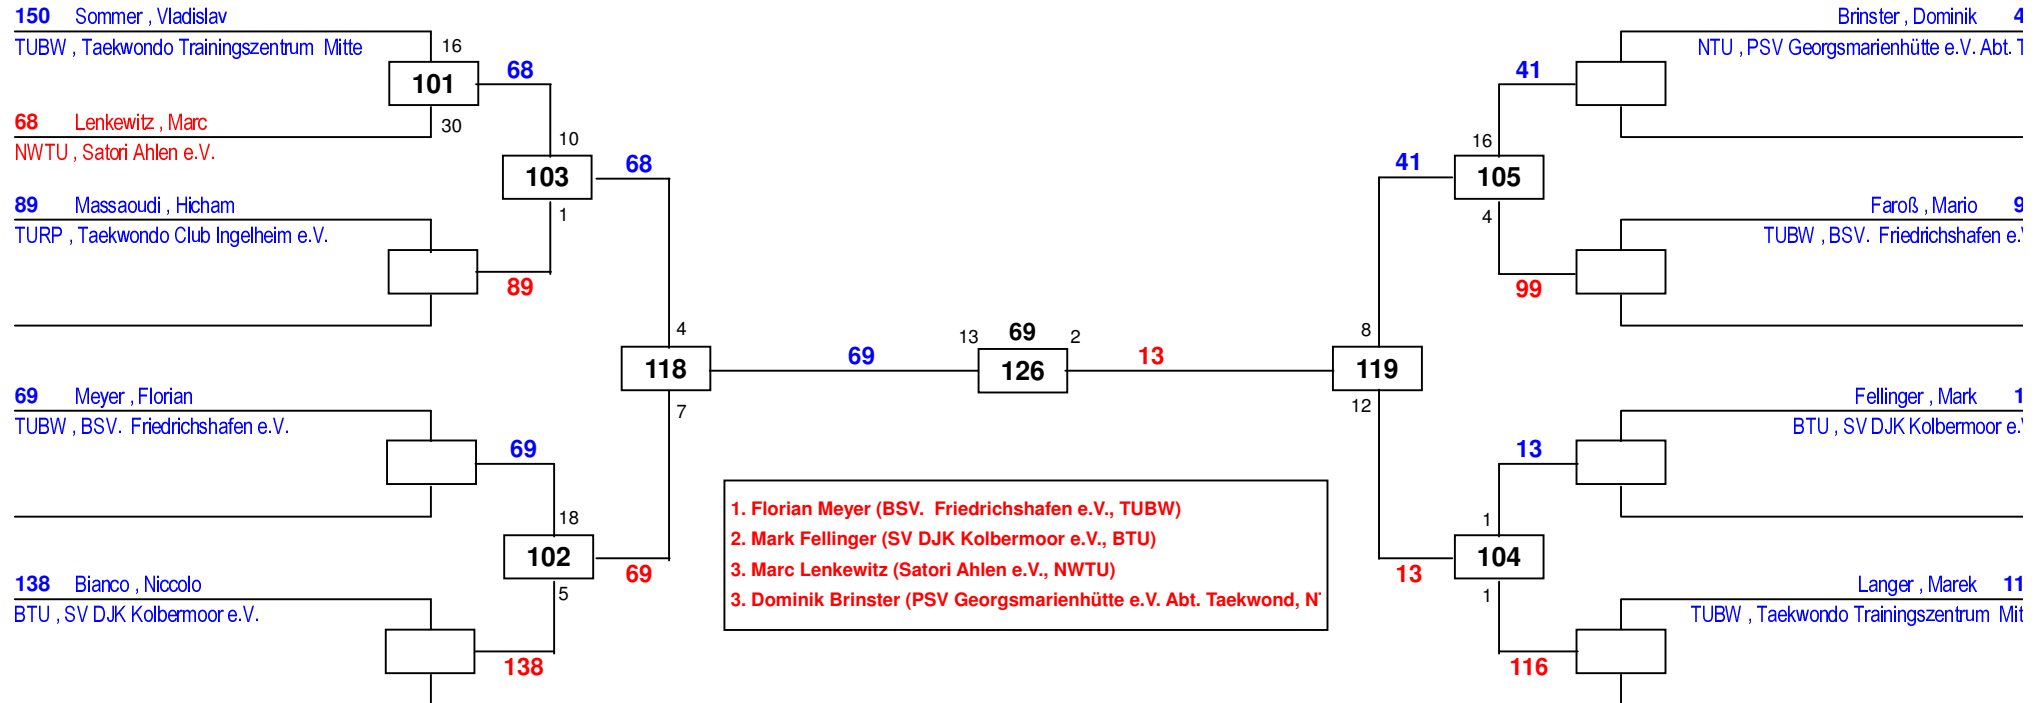 150 Sommer , Vladislav
TUBW , Taekwondo Trainingszentrum Mitte
16
101
68
30
68 Lenkewitz , Marc
NWTU , Satori Ahlen e.V.
10
103
68
1
89 Massaoudi , Hicham
TURP , Taekwondo Club Ingelheim e.V.
89
4
118
69
7
69 Meyer , Florian
TUBW , BSV. Friedrichshafen e.V.
69
18
102
69
5
138 Bianco , Niccolo
BTU , SV DJK Kolbermoor e.V.
138
13 69 2
126
13
1. Florian Meyer (BSV. Friedrichshafen e.V., TUBW)
2. Mark Fellinger (SV DJK Kolbermoor e.V., BTU)
3. Marc Lenkewitz (Satori Ahlen e.V., NWTU)
3. Dominik Brinster (PSV Georgsmarienhütte e.V. Abt. Taekwond, N
Brinster , Dominik 4
NTU , PSV Georgsmarienhütte e.V. Abt. T
41
16
105
41
4
Faroß , Mario 9
TUBW , BSV. Friedrichshafen e.V
99
8
119
12
Fellinger , Mark 1
BTU , SV DJK Kolbermoor e.V
13
1
104
13
1
Langer , Marek 11
TUBW , Taekwondo Trainingszentrum Mit
116